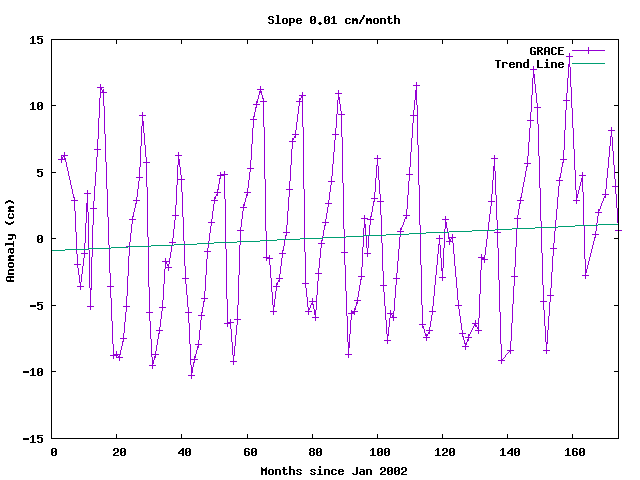 Slope 0.01 cm/month
GRACE
Trend Line
15
10
5
0
-5
-10
-15
Anomaly (cm)
0 20 40 60 80 100 120 140 160
Months since Jan 2002